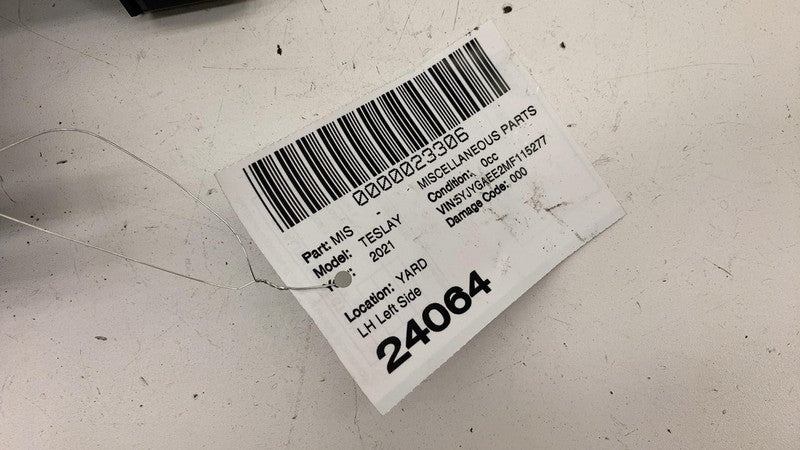 0000023306
Part: MIS - MISCELLANEOUS PARTS
Model: TESLAY Condition: 0cc
2021 VIN5YJYGAEE2MF115277
Damage Code: 000
Location: YARD
LH Left Side
24064